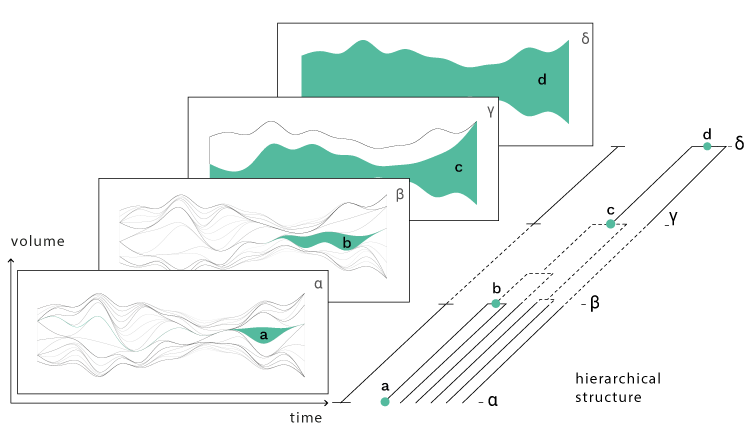 δ
d
γ
c
d
δ
β
b
c
γ
volume
α
a
b
β
a
α
time
hierarchical
structure